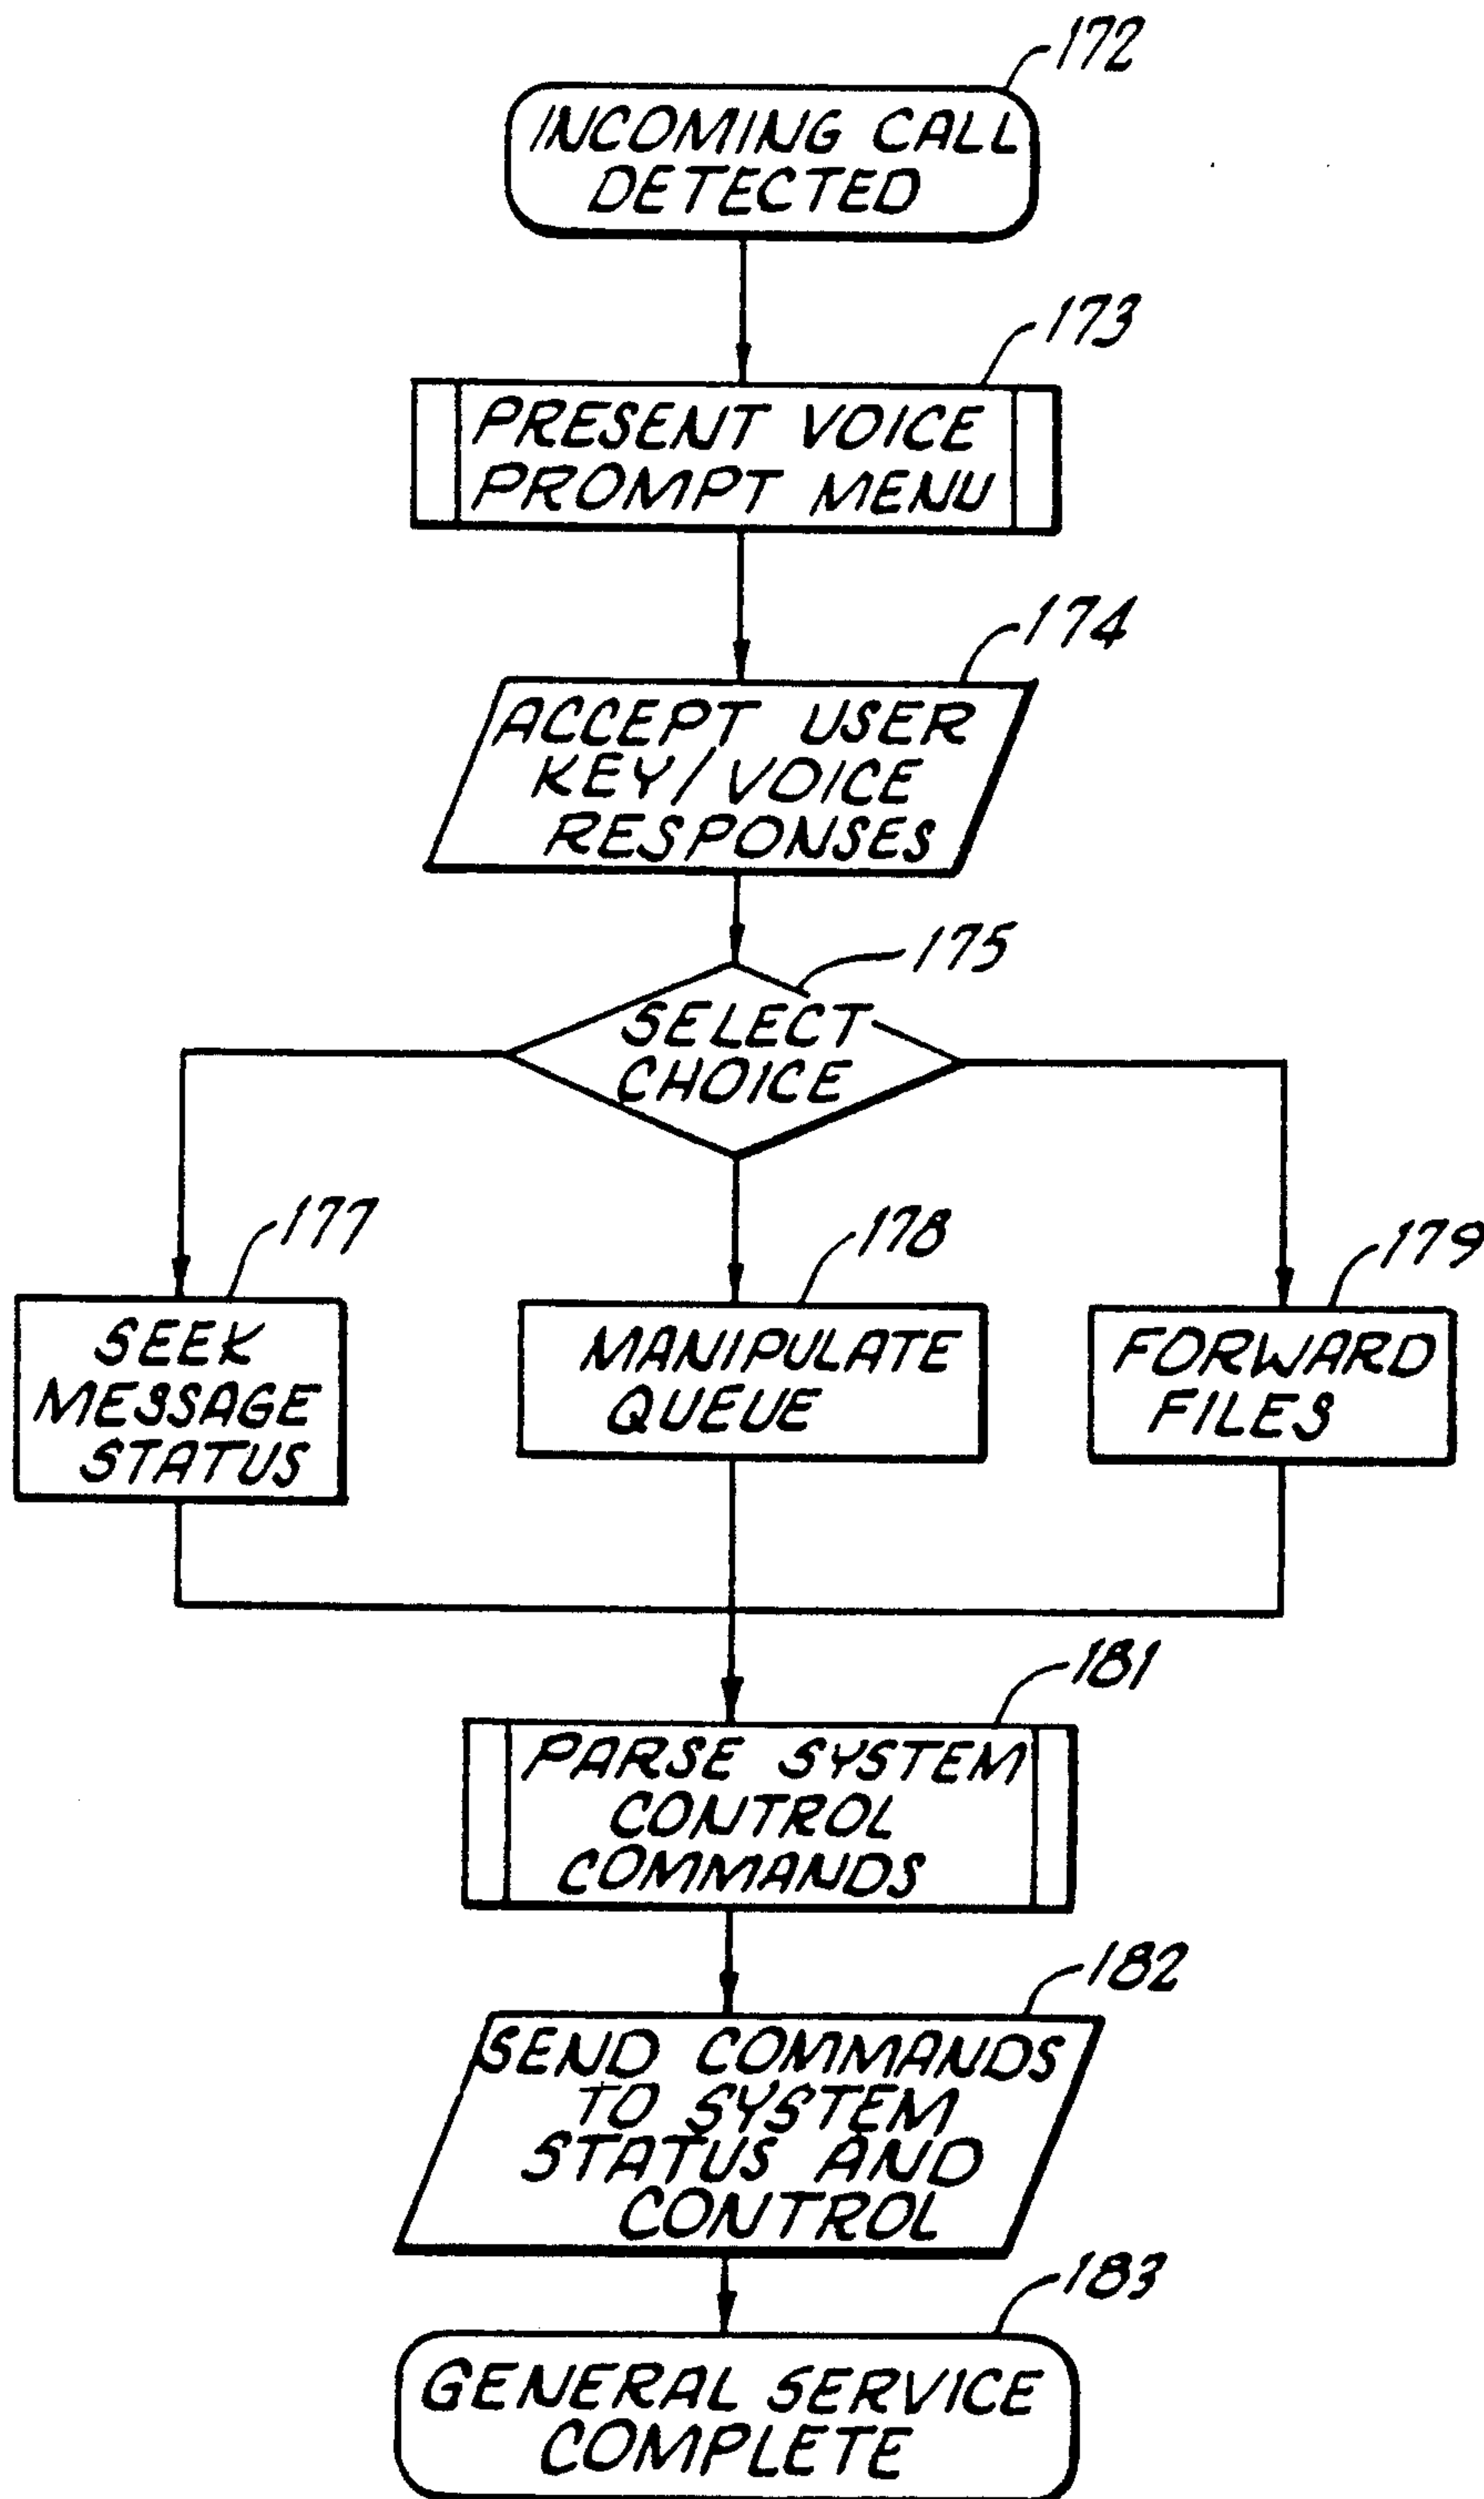 172
INCOMING CALL
DETECTED
173
PRESENT VOICE
PROMPT MENU
174
ACCEPT USER
KEY/VOICE
RESPONSES
175
SELECT
CHOICE
177
SEEK
MESSAGE
STATUS
178
MANIPULATE
QUEUE
179
FORWARD
FILES
181
PARSE SYSTEM
CONTROL
COMMANDS
182
SEND COMMANDS
TO SYSTEM
STATUS AND
CONTROL
183
GENERAL SERVICE
COMPLETE